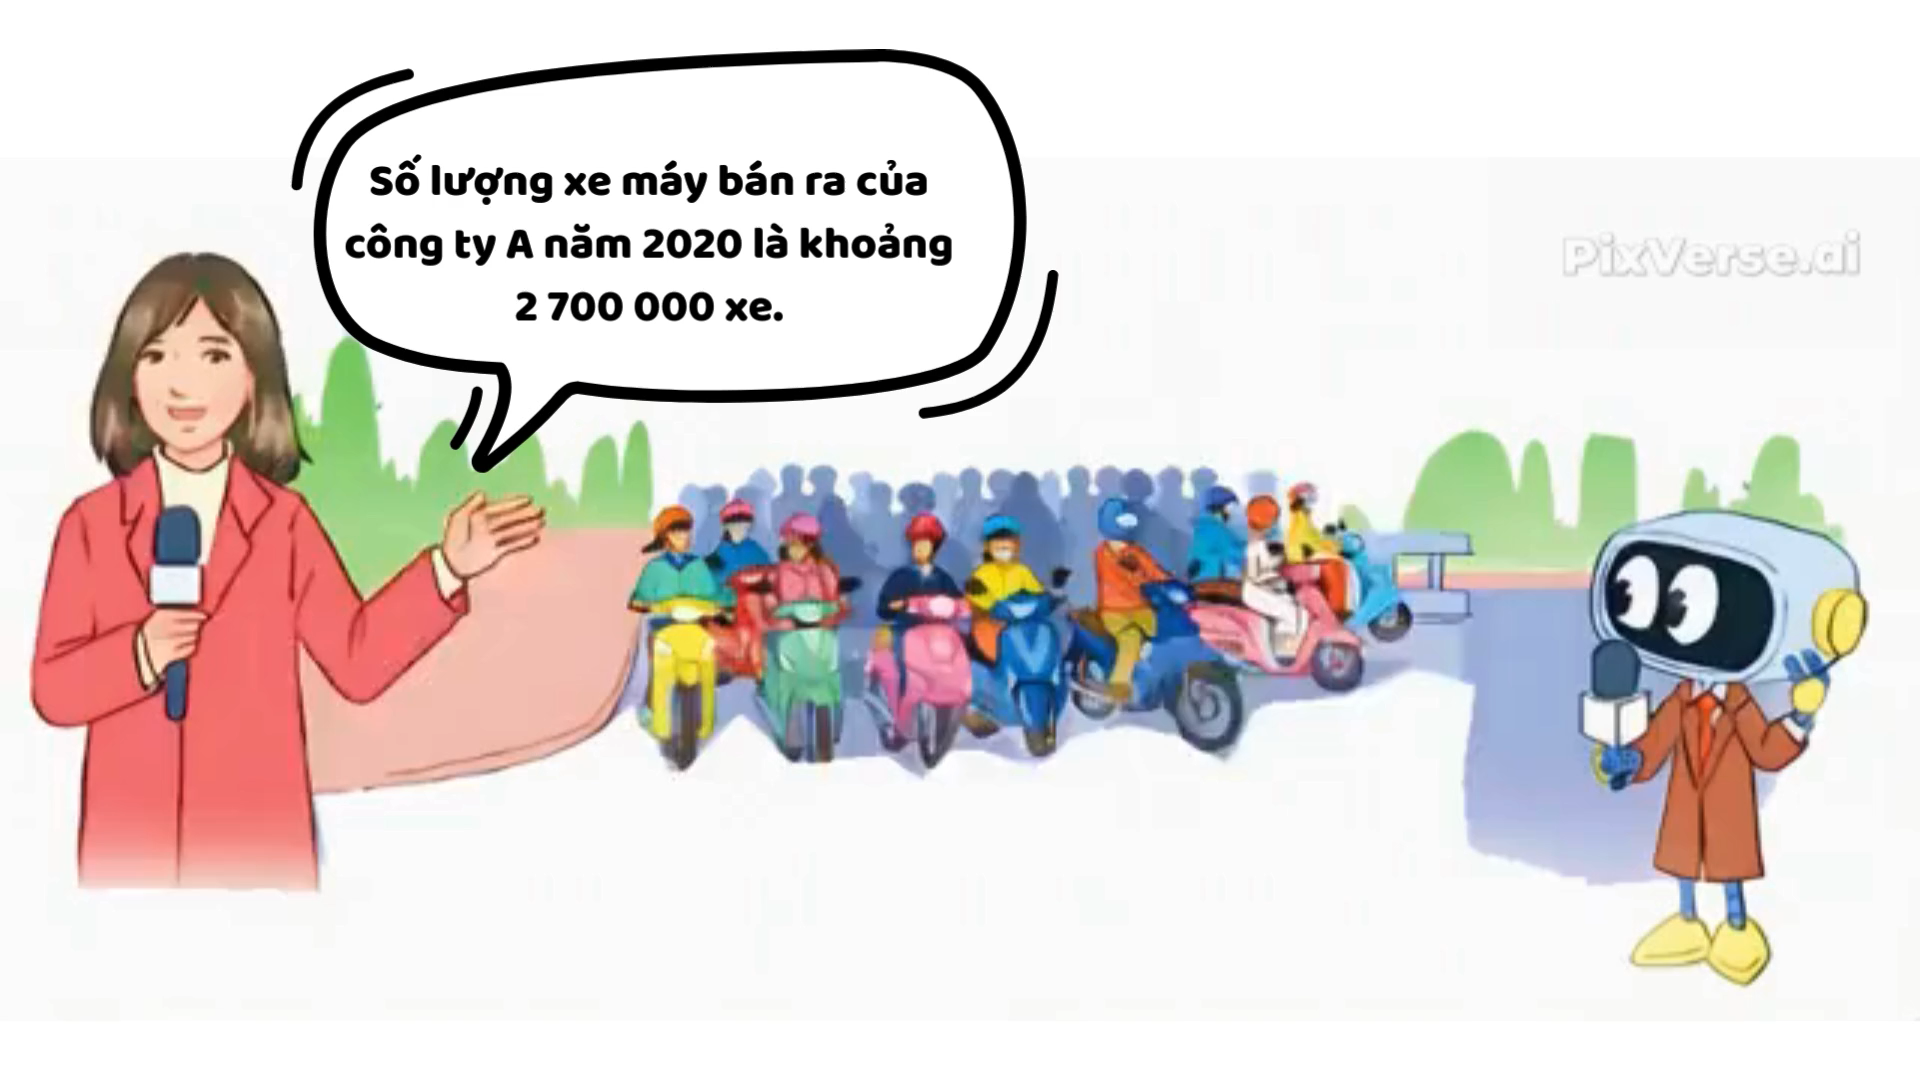 Số lượng xe máy bán ra của
công ty A năm 2020 là khoảng
2 700 000 xe.
PixVerse.ai